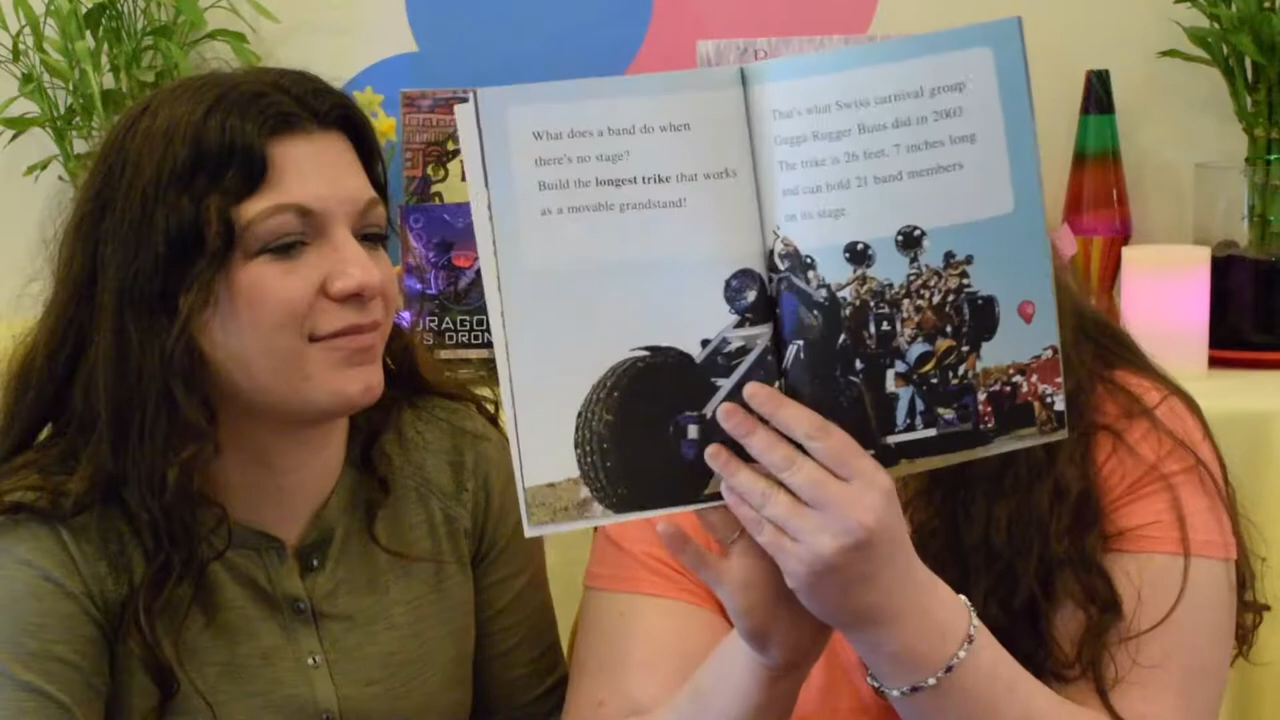 What does a band do when
there's no stage?
Build the longest trike that works
as a movable grandstand!
That's what Swiss carnival group
Gugga-Rugger Buus did in 2003
The trike is 26 feet, 7 inches long
and can hold 21 band members
on its stage.
DRAGO
VS. DRON